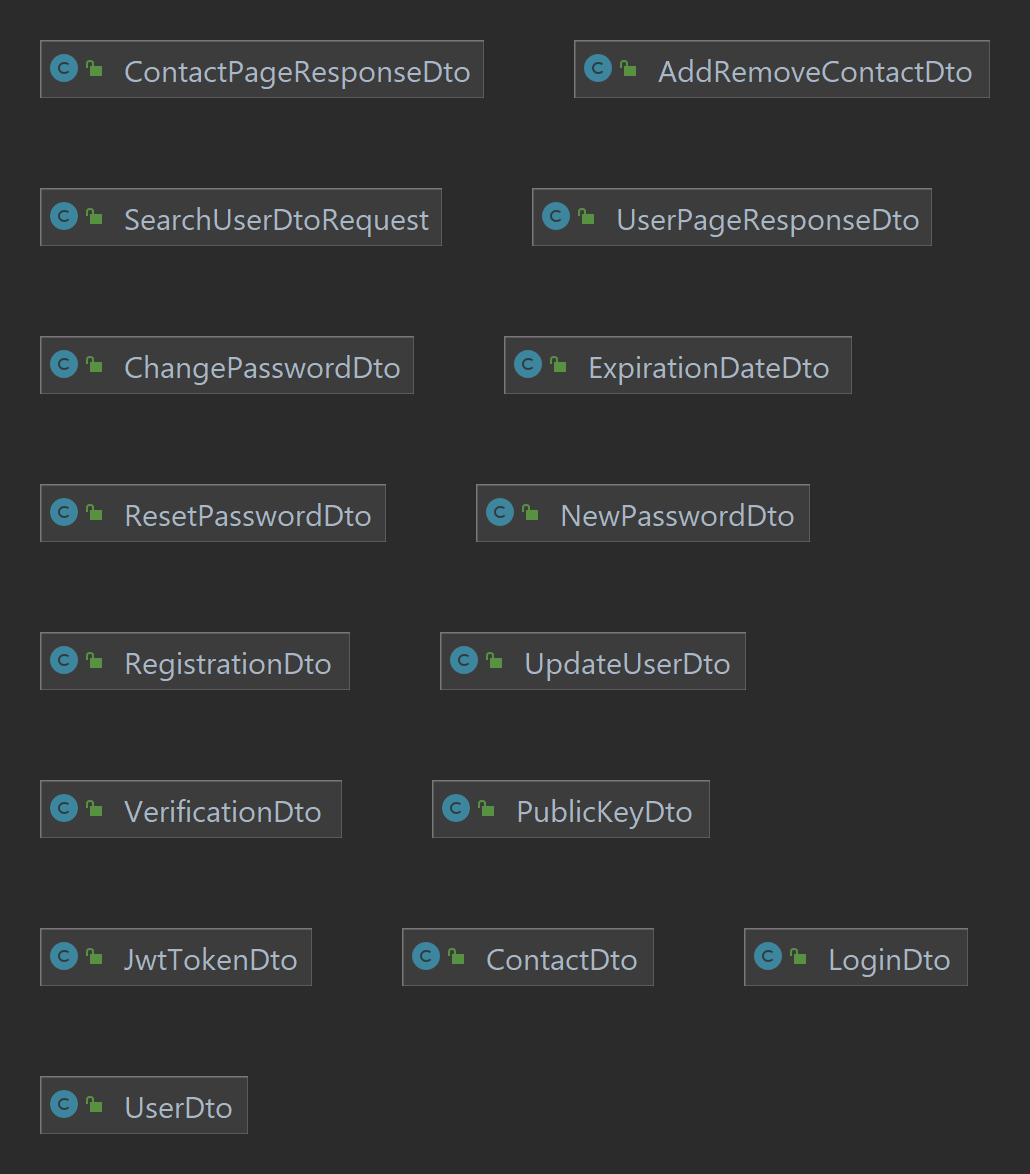 C ContactPageResponseDto C AddRemoveContactDto
C SearchUserDtoRequest C UserPageResponseDto
C ChangePasswordDto C ExpirationDateDto
C ResetPasswordDto C NewPasswordDto
C RegistrationDto C UpdateUserDto
C VerificationDto C PublicKeyDto
C JwtTokenDto C ContactDto C LoginDto
C UserDto